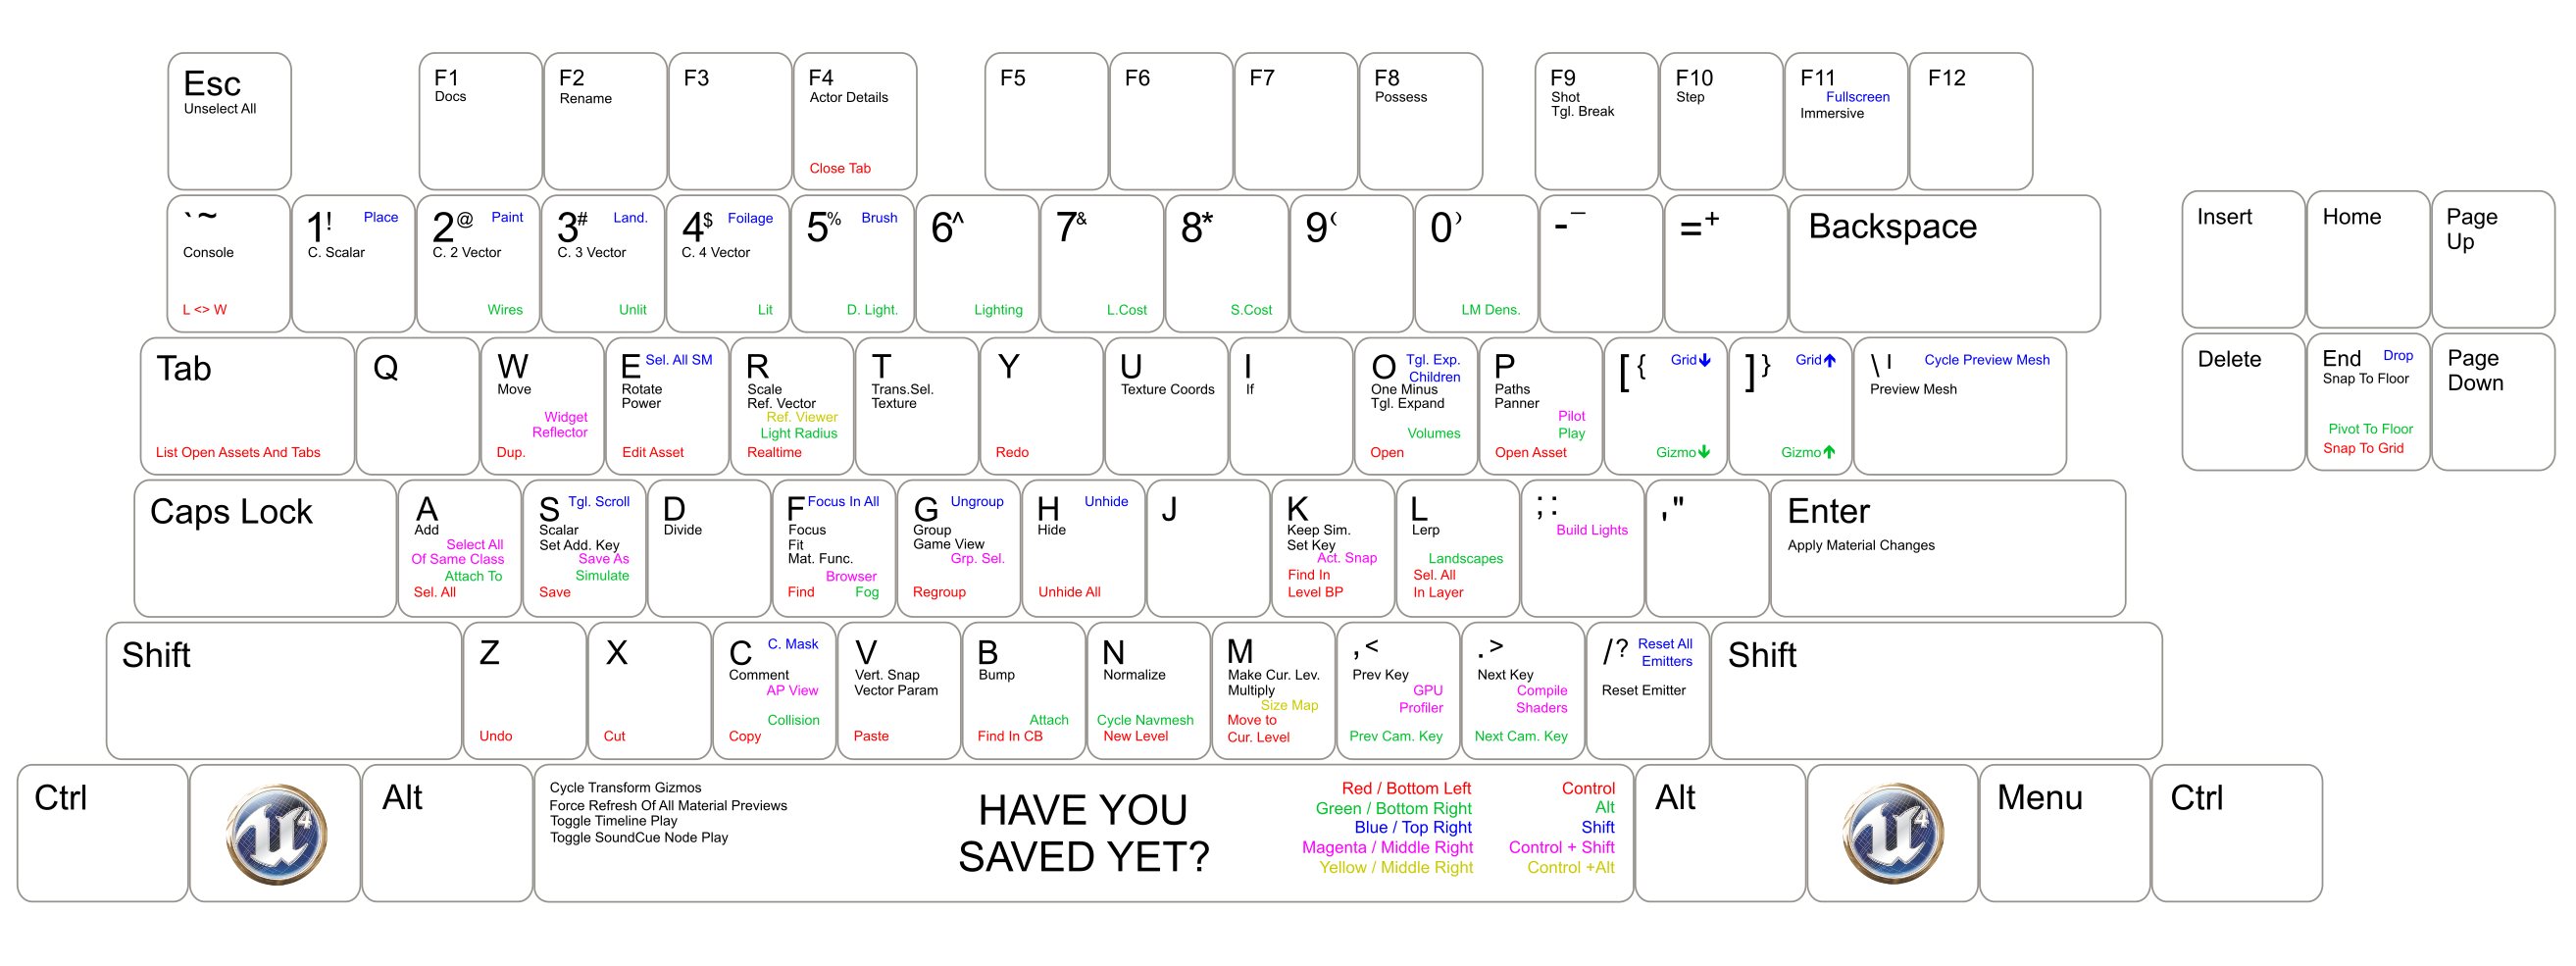 Esc
Unselect All
F1
Docs
F2
Rename
F3
F4
Actor Details
Close Tab
F5
F6
F7
F8
Possess
F9
Shot
Tgl. Break
F10
Step
F11
Fullscreen
Immersive
F12
` ~
Console
L <> W
1! Place
C. Scalar
2@ Paint
C. 2 Vector
Wires
3# Land.
C. 3 Vector
Unlit
4$ Foilage
C. 4 Vector
Lit
5% Brush
D. Light.
6^
Lighting
7&
L.Cost
8*
S.Cost
9(
0)
LM Dens.
- _
=+
Backspace
Insert
Home
Page
Up
Tab
List Open Assets And Tabs
Q
W
Move
Widget
Reflector
Dup.
E Sel. All SM
Rotate
Power
Edit Asset
R
Scale
Ref. Vector
Ref. Viewer
Light Radius
Realtime
T
Trans.Sel.
Texture
Y
Redo
U
Texture Coords
I
If
O Tgl. Exp.
Children
One Minus
Tgl. Expand
Volumes
Open
P
Paths
Panner
Pilot
Play
Open Asset
[ { Grid🡇
Gizmo🡇
] } Grid🡅
Gizmo🡅
\ | Cycle Preview Mesh
Preview Mesh
Delete
End Drop
Snap To Floor
Pivot To Floor
Snap To Grid
Page
Down
Caps Lock
A
Add
Select All
Of Same Class
Attach To
Sel. All
S Tgl. Scroll
Scalar
Set Add. Key
Save As
Simulate
Save
D
Divide
F Focus In All
Focus
Fit
Mat. Func.
Browser
Find Fog
G Ungroup
Group
Game View
Grp. Sel.
Regroup
H Unhide
Hide
Unhide All
J
K
Keep Sim.
Set Key
Act. Snap
Find In
Level BP
L
Lerp
Landscapes
Sel. All
In Layer
; :
Build Lights
' "
Enter
Apply Material Changes
Shift
Z
Undo
X
Cut
C C. Mask
Comment
AP View
Collision
Copy
V
Vert. Snap
Vector Param
Paste
B
Bump
Attach
Find In CB
N
Normalize
Cycle Navmesh
New Level
M
Make Cur. Lev.
Multiply
Size Map
Move to
Cur. Level
, <
Prev Key
GPU
Profiler
Prev Cam. Key
. >
Next Key
Compile
Shaders
Next Cam. Key
/ ? Reset All
Emitters
Reset Emitter
Shift
Ctrl
U4
Alt
Cycle Transform Gizmos
Force Refresh Of All Material Previews
Toggle Timeline Play
Toggle SoundCue Node Play
HAVE YOU
SAVED YET?
Red / Bottom Left Control
Green / Bottom Right Alt
Blue / Top Right Shift
Magenta / Middle Right Control + Shift
Yellow / Middle Right Control +Alt
Alt
U4
Menu
Ctrl